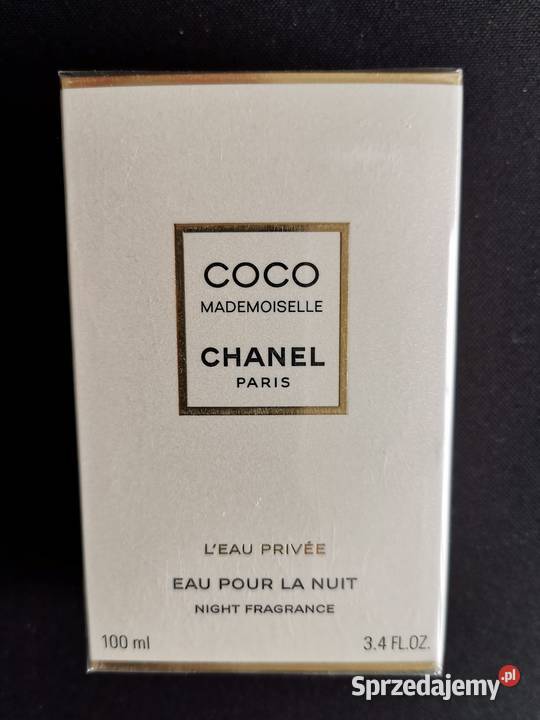 COCO
MADEMOISELLE
CHANEL
PARIS
L'EAU PRIVÉE
EAU POUR LA NUIT
NIGHT FRAGRANCE
100 ml 3.4 FL.OZ.
Sprzedajemy.pl